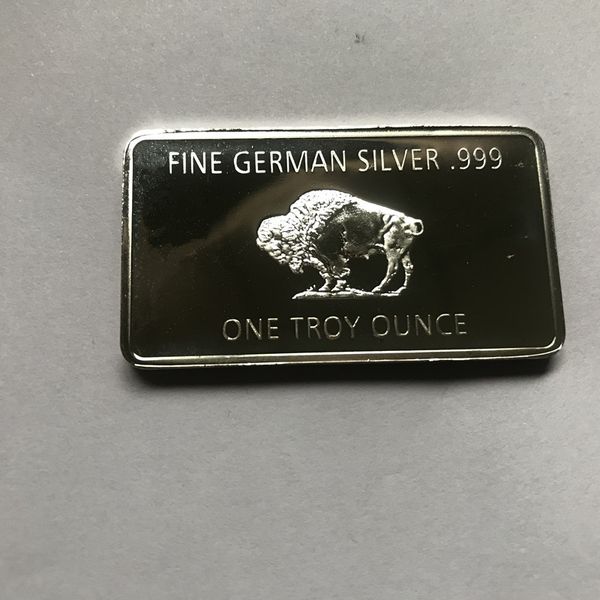 FINE GERMAN SILVER .999
ONE TROY OUNCE